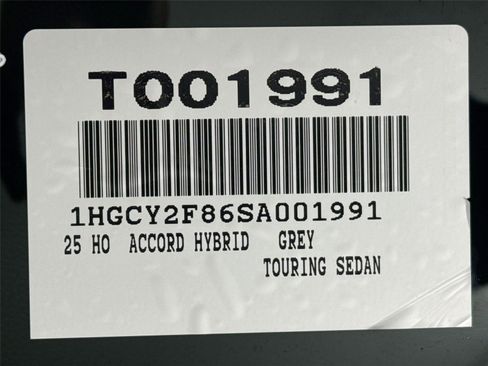 T001991
1HGCY2F86SA001991
25 HO ACCORD HYBRID GREY
TOURING SEDAN